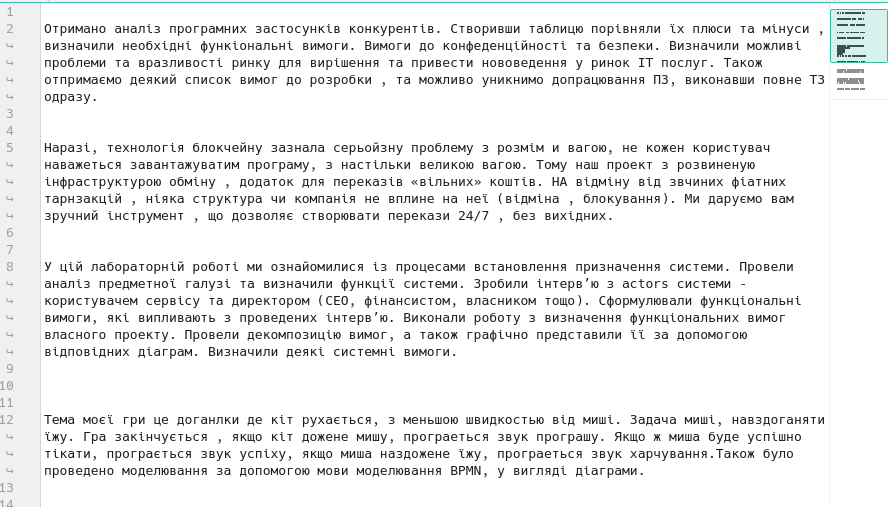 1
2 Отримано аналіз програмних застосунків конкурентів. Створивши таблицю порівняли їх плюси та мінуси ,
визначили необхідні функіональні вимоги. Вимоги до конфеденційності та безпеки. Визначили можливі
проблеми та вразливості ринку для вирішення та привести нововедення у ринок ІТ послуг. Також
отпримаємо деякий список вимог до розробки , та можливо уникнимо допрацювання ПЗ, виконавши повне ТЗ
одразу.
3
4
5 Наразі, технологія блокчейну зазнала серьойзну проблему з розмім и вагою, не кожен користувач
наважеться завантажуватим програму, з настільки великою вагою. Тому наш проект з розвиненую
інфраструктурою обміну , додаток для переказів «вільних» коштів. НА відміну від звчиних фіатних
тарнзакцій , ніяка структура чи компанія не вплине на неї (відміна , блокування). Ми даруємо вам
зручний інструмент , що дозволяє створювати перекази 24/7 , без вихідних.
6
7
8 У цій лабораторній роботі ми ознайомилися із процесами встановлення призначення системи. Провели
аналіз предметної галузі та визначили функції системи. Зробили інтерв’ю з actors системи -
користувачем сервісу та директором (CEO, фінансистом, власником тощо). Сформулювали функціональні
вимоги, які випливають з проведених інтерв’ю. Виконали роботу з визначення функціональних вимог
власного проекту. Провели декомпозицію вимог, а також графічно представили її за допомогою
відповідних діаграм. Визначили деякі системні вимоги.
9
10
11
12 Тема моєї гри це доганлки де кіт рухається, з меньшою швидкостью від миші. Задача миші, навздоганяти
їжу. Гра закінчується , якщо кіт дожене мишу, програеться звук програшу. Якщо ж миша буде успішно
тікати, програється звук успіху, якщо миша наздожене їжу, програеться звук харчування.Також було
проведено моделювання за допомогою мови моделювання BPMN, у вигляді діаграми.
13
14